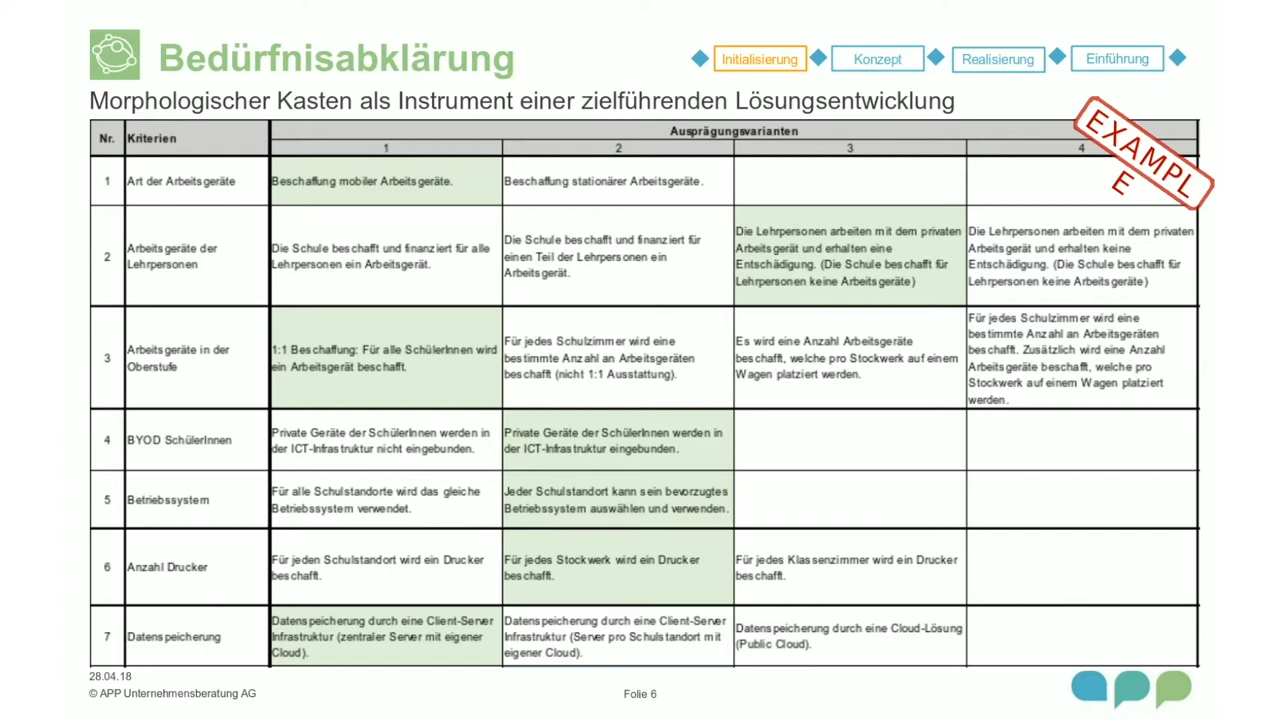 Bedürfnisabklärung
Initialisierung
Konzept
Realisierung
Einführung
Morphologischer Kasten als Instrument einer zielführenden Lösungsentwicklung
EXAMPL
E
Nr.
Kriterien
Ausprägungsvarianten
1
2
3
4
1
Art der Arbeitsgeräte
Beschaffung mobiler Arbeitsgeräte.
Beschaffung stationärer Arbeitsgeräte.
2
Arbeitsgeräte der
Lehrpersonen
Die Schule beschafft und finanziert für alle
Lehrpersonen ein Arbeitsgerät.
Die Schule beschafft und finanziert für
einen Teil der Lehrpersonen ein
Arbeitsgerät.
Die Lehrpersonen arbeiten mit dem privaten
Arbeitsgerät und erhalten eine
Entschädigung. (Die Schule beschafft für
Lehrpersonen keine Arbeitsgeräte)
Die Lehrpersonen arbeiten mit dem privaten
Arbeitsgerät und erhalten keine
Entschädigung. (Die Schule beschafft für
Lehrpersonen keine Arbeitsgeräte)
3
Arbeitsgeräte in der
Oberstufe
1:1 Beschaffung: Für alle SchülerInnen wird
ein Arbeitsgerät beschafft.
Für jedes Schulzimmer wird eine
bestimmte Anzahl an Arbeitsgeräten
beschafft (nicht 1:1 Ausstattung).
Es wird eine Anzahl Arbeitsgeräte
beschafft, welche pro Stockwerk auf einem
Wagen platziert werden.
Für jedes Schulzimmer wird eine
bestimmte Anzahl an Arbeitsgeräten
beschafft. Zusätzlich wird eine Anzahl
Arbeitsgeräte beschafft, welche pro
Stockwerk auf einem Wagen platziert
werden.
4
BYOD SchülerInnen
Private Geräte der SchülerInnen werden in
der ICT-Infrastruktur nicht eingebunden.
Private Geräte der SchülerInnen werden in
der ICT-Infrastruktur eingebunden.
5
Betriebssystem
Für alle Schulstandorte wird das gleiche
Betriebssystem verwendet.
Jeder Schulstandort kann sein bevorzugtes
Betriebssystem auswählen und verwenden.
6
Anzahl Drucker
Für jeden Schulstandort wird ein Drucker
beschafft.
Für jedes Stockwerk wird ein Drucker
beschafft.
Für jedes Klassenzimmer wird ein Drucker
beschafft.
7
Datenspeicherung
Datenspeicherung durch eine Client-Server
Infrastruktur (zentraler Server mit eigener
Cloud).
Datenspeicherung durch eine Client-Server
Infrastruktur (Server pro Schulstandort mit
eigener Cloud).
Datenspeicherung durch eine Cloud-Lösung
(Public Cloud).
28.04.18
© APP Unternehmensberatung AG
Folie 6
app